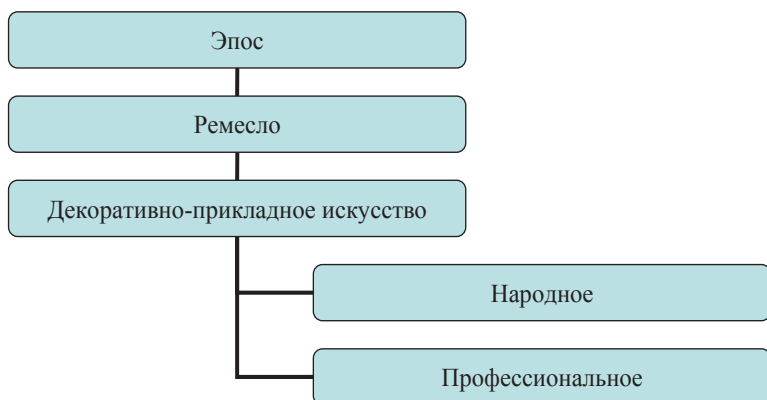 Эпос
Ремесло
Декоративно-прикладное искусство
Народное
Профессиональное